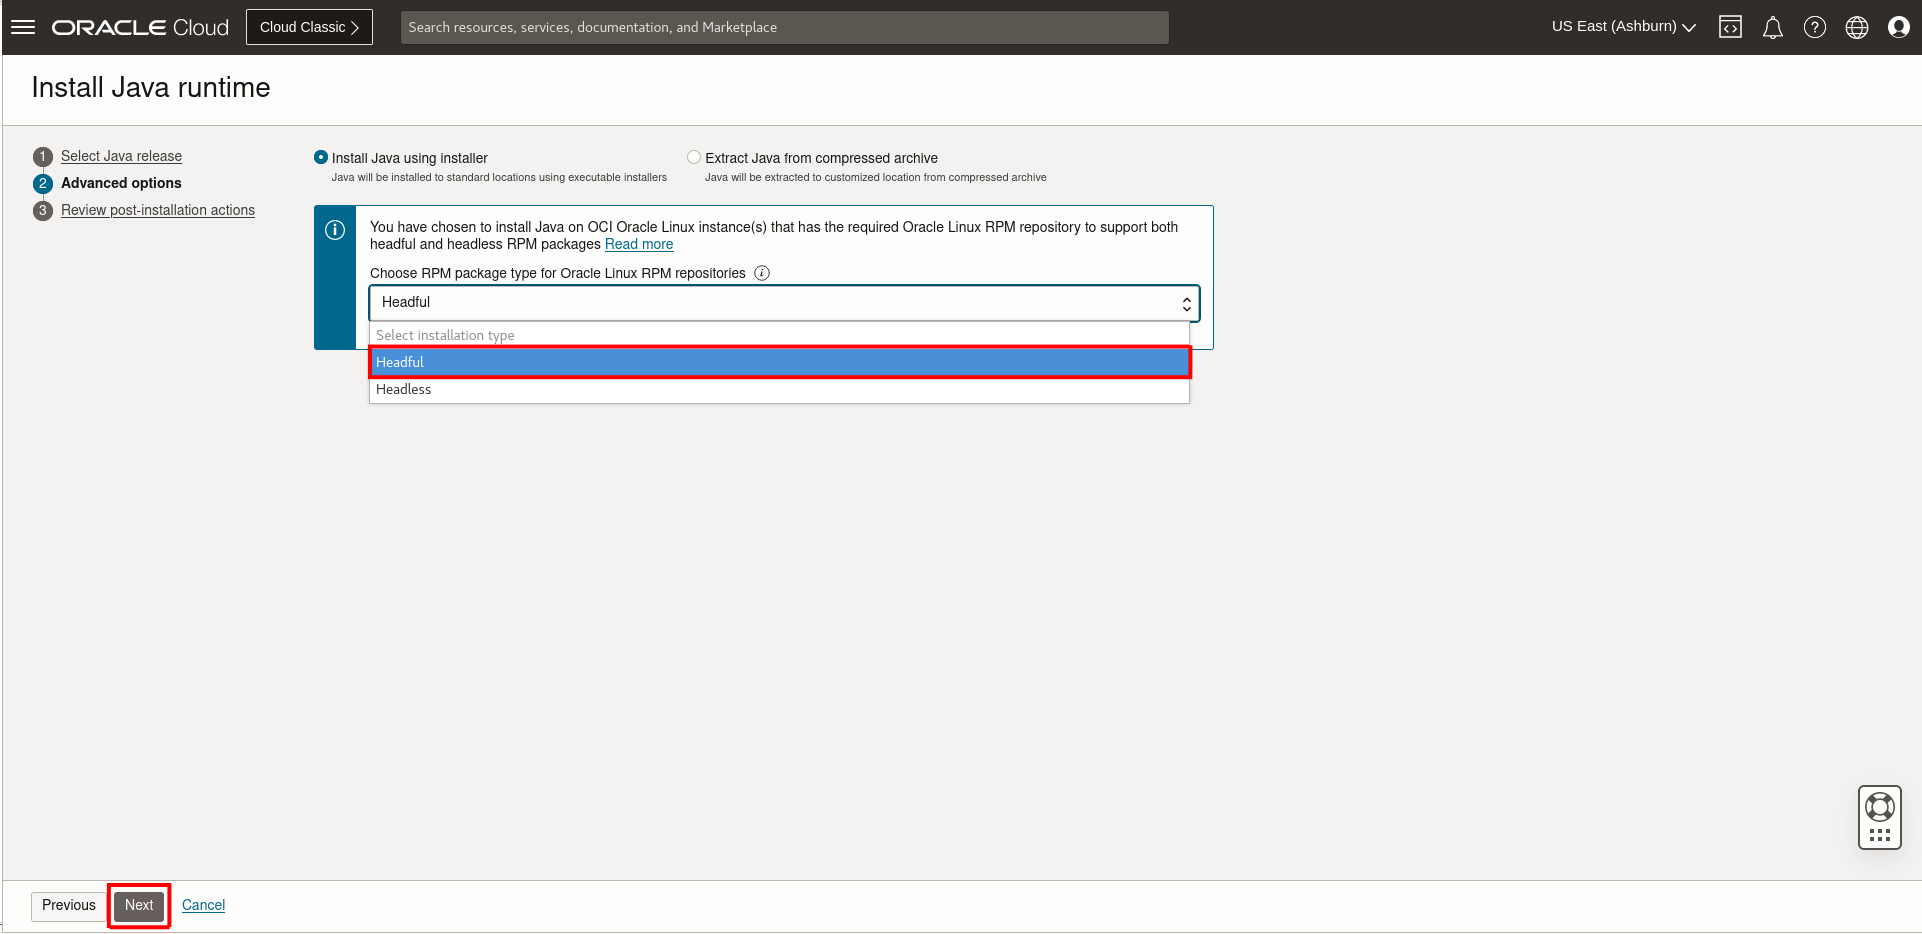 ORACLE Cloud
Cloud Classic
Search resources, services, documentation, and Marketplace
US East (Ashburn)
Install Java runtime
1 Select Java release
2 Advanced options
3 Review post-installation actions
Install Java using installer
Java will be installed to standard locations using executable installers
Extract Java from compressed archive
Java will be extracted to customized location from compressed archive
You have chosen to install Java on OCI Oracle Linux instance(s) that has the required Oracle Linux RPM repository to support both
headful and headless RPM packages Read more
Choose RPM package type for Oracle Linux RPM repositories
Headful
Select installation type
Headful
Headless
Previous
Next
Cancel